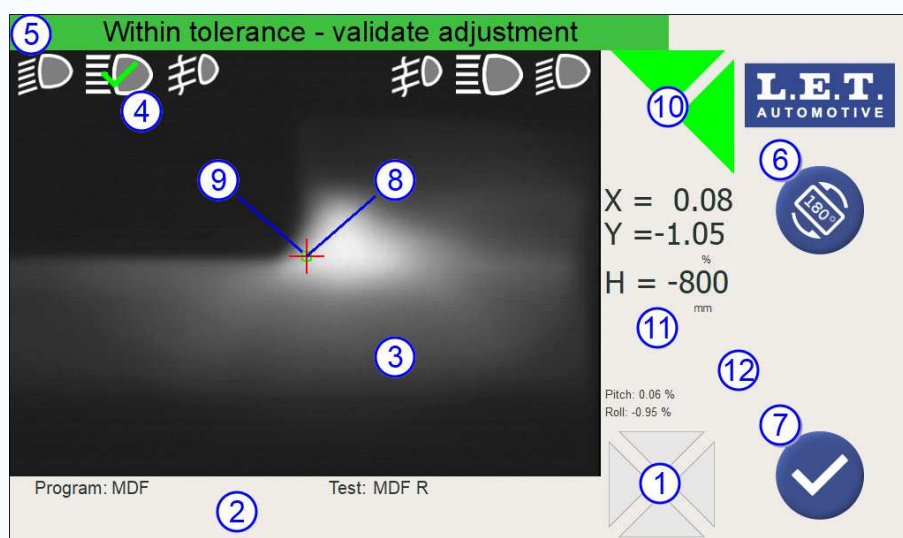 5
Within tolerance - validate adjustment
4
10
L.E.T.
AUTOMOTIVE
6
180°
9
8
X = 0.08
Y =-1.05
%
H = -800
mm
11
3
12
Pitch: 0.06 %
Roll: -0.95 %
7
1
Program: MDF
Test: MDF R
2